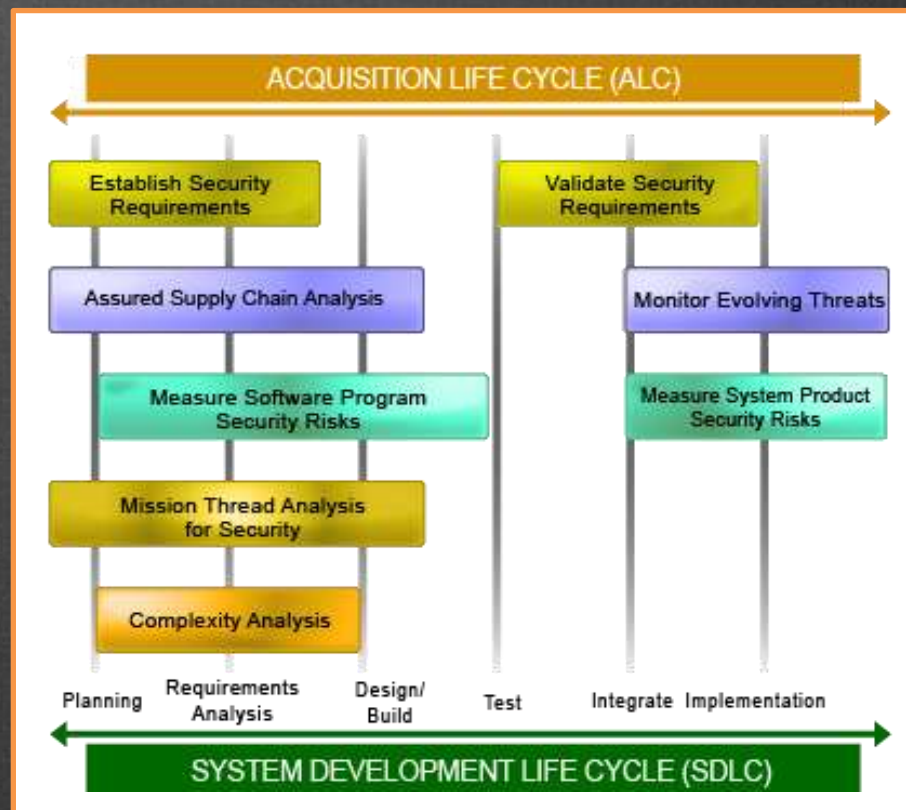 ACQUISITION LIFE CYCLE (ALC)
Establish Security
Requirements
Validate Security
Requirements
Assured Supply Chain Analysis
Monitor Evolving Threats
Measure Software Program
Security Risks
Measure System Product
Security Risks
Mission Thread Analysis
for Security
Complexity Analysis
Planning
Requirements
Analysis
Design/
Build
Test
Integrate
Implementation
SYSTEM DEVELOPMENT LIFE CYCLE (SDLC)